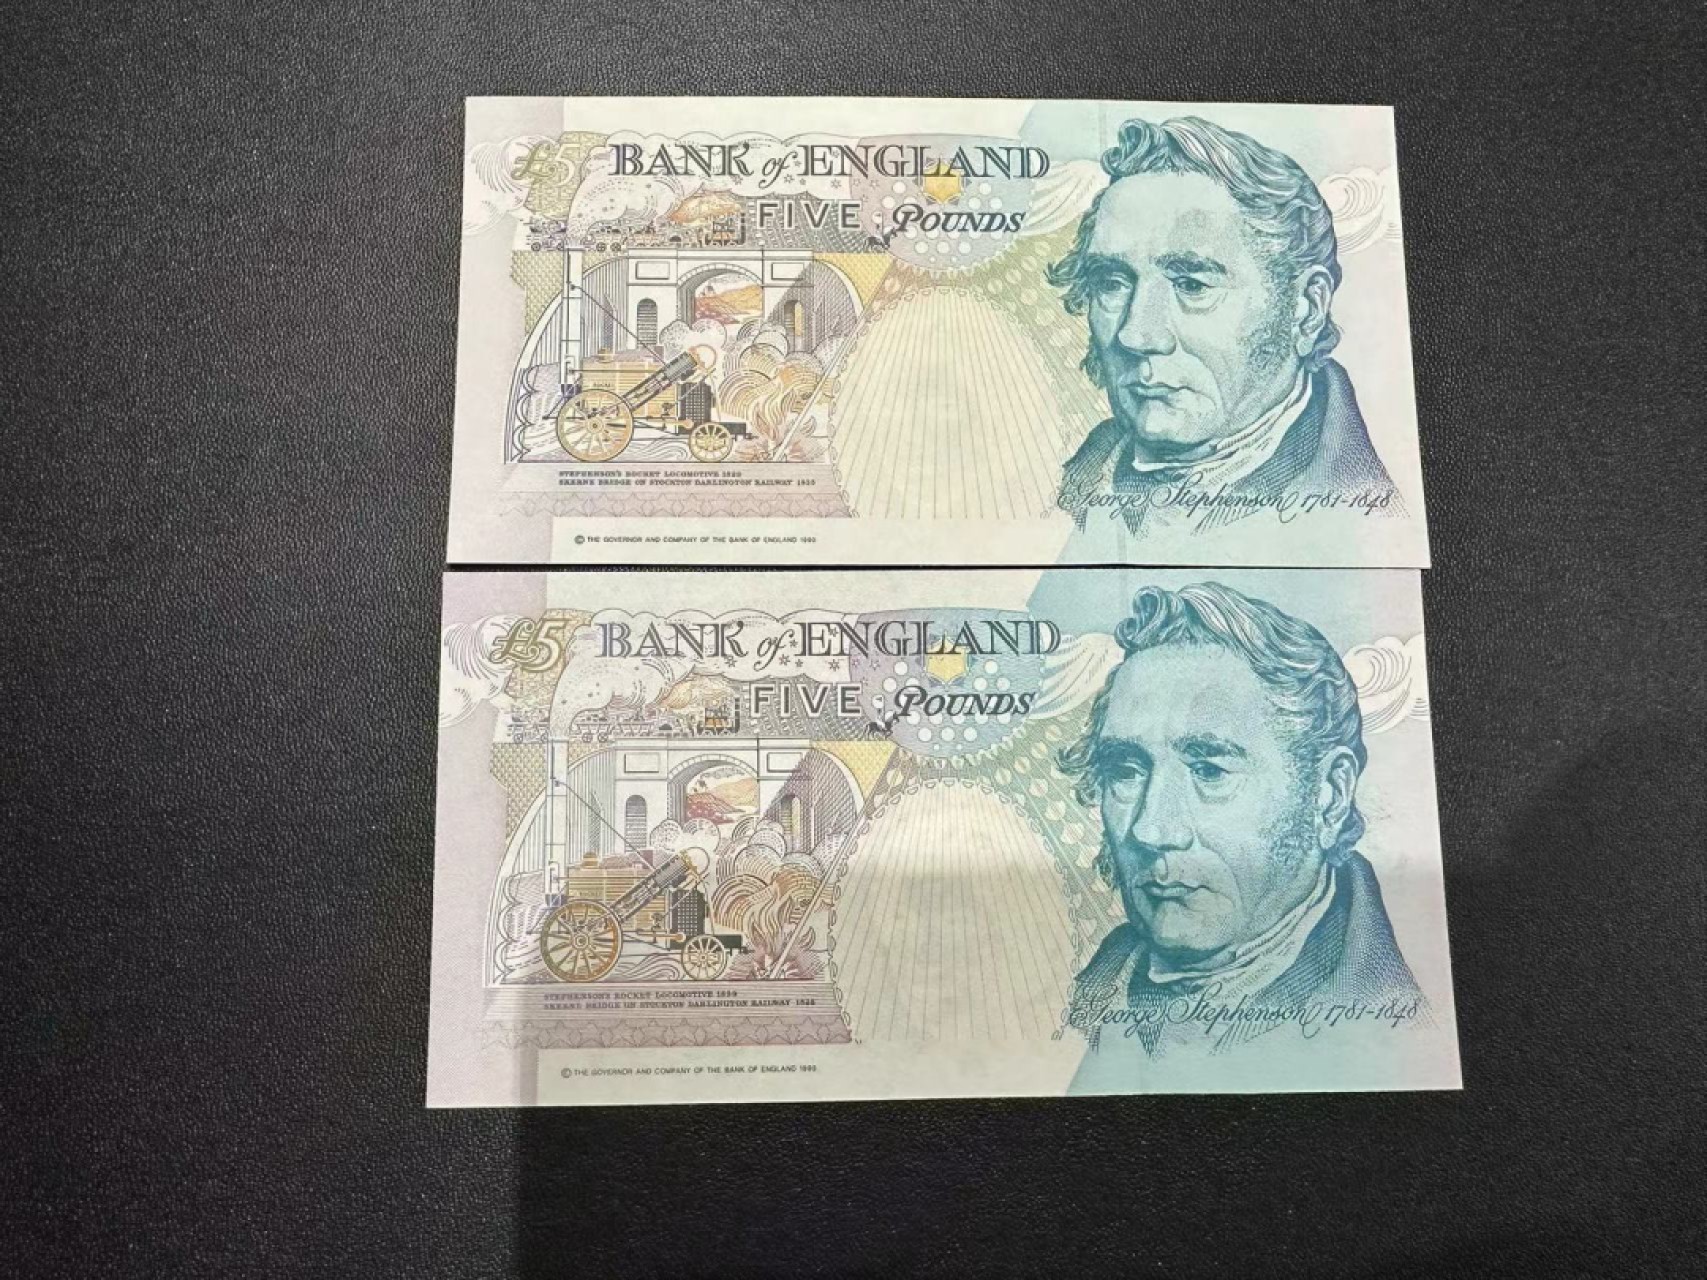 £5 BANK of ENGLAND
FIVE POUNDS
ROCKET
STEPHENSON'S ROCKET LOCOMOTIVE 1829
SKERNE BRIDGE ON STOCKTON DARLINGTON RAILWAY 1825
George Stephenson 1781-1848
© THE GOVERNOR AND COMPANY OF THE BANK OF ENGLAND 1990
£5 BANK of ENGLAND
FIVE POUNDS
ROCKET
STEPHENSON'S ROCKET LOCOMOTIVE 1829
SKERNE BRIDGE ON STOCKTON DARLINGTON RAILWAY 1825
George Stephenson 1781-1848
© THE GOVERNOR AND COMPANY OF THE BANK OF ENGLAND 1990